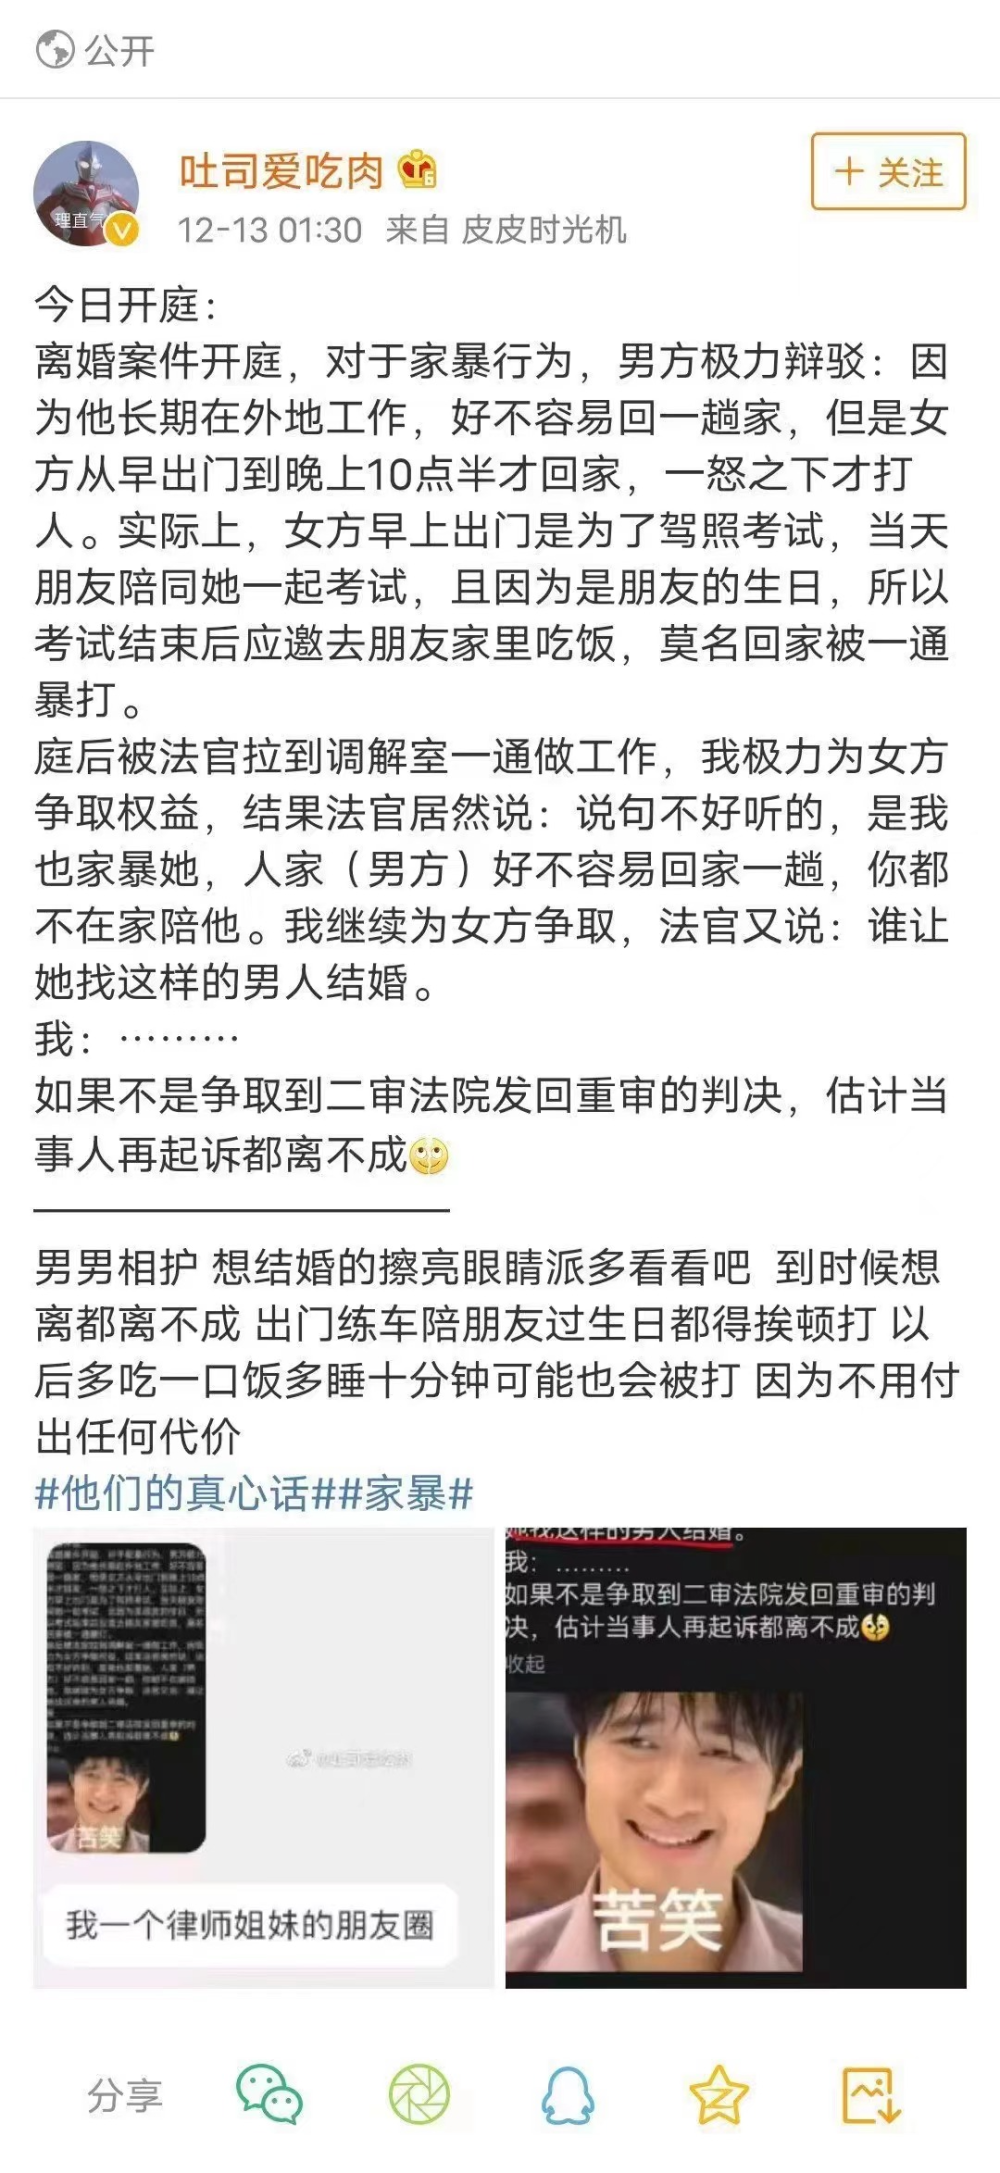 公开
吐司爱吃肉
+ 关注
理直气
12-13 01:30 来自 皮皮时光机
今日开庭：
离婚案件开庭，对于家暴行为，男方极力辩驳：因
为他长期在外地工作，好不容易回一趟家，但是女
方从早出门到晚上10点半才回家，一怒之下才打
人。实际上，女方早上出门是为了驾照考试，当天
朋友陪同她一起考试，且因为是朋友的生日，所以
考试结束后应邀去朋友家里吃饭，莫名回家被一通
暴打。
庭后被法官拉到调解室一通做工作，我极力为女方
争取权益，结果法官居然说：说句不好听的，是我
也家暴她，人家（男方）好不容易回家一趟，你都
不在家陪他。我继续为女方争取，法官又说：谁让
她找这样的男人结婚。
我：………
如果不是争取到二审法院发回重审的判决，估计当
事人再起诉都离不成
男男相护 想结婚的擦亮眼睛派多看看吧 到时候想
离都离不成 出门练车陪朋友过生日都得挨顿打 以
后多吃一口饭多睡十分钟可能也会被打 因为不用付
出任何代价
#他们的真心话##家暴#
苦笑
我一个律师姐妹的朋友圈
她找这样的男人结婚。
我：………
如果不是争取到二审法院发回重审的判
决，估计当事人再起诉都离不成
收起
苦笑
分享